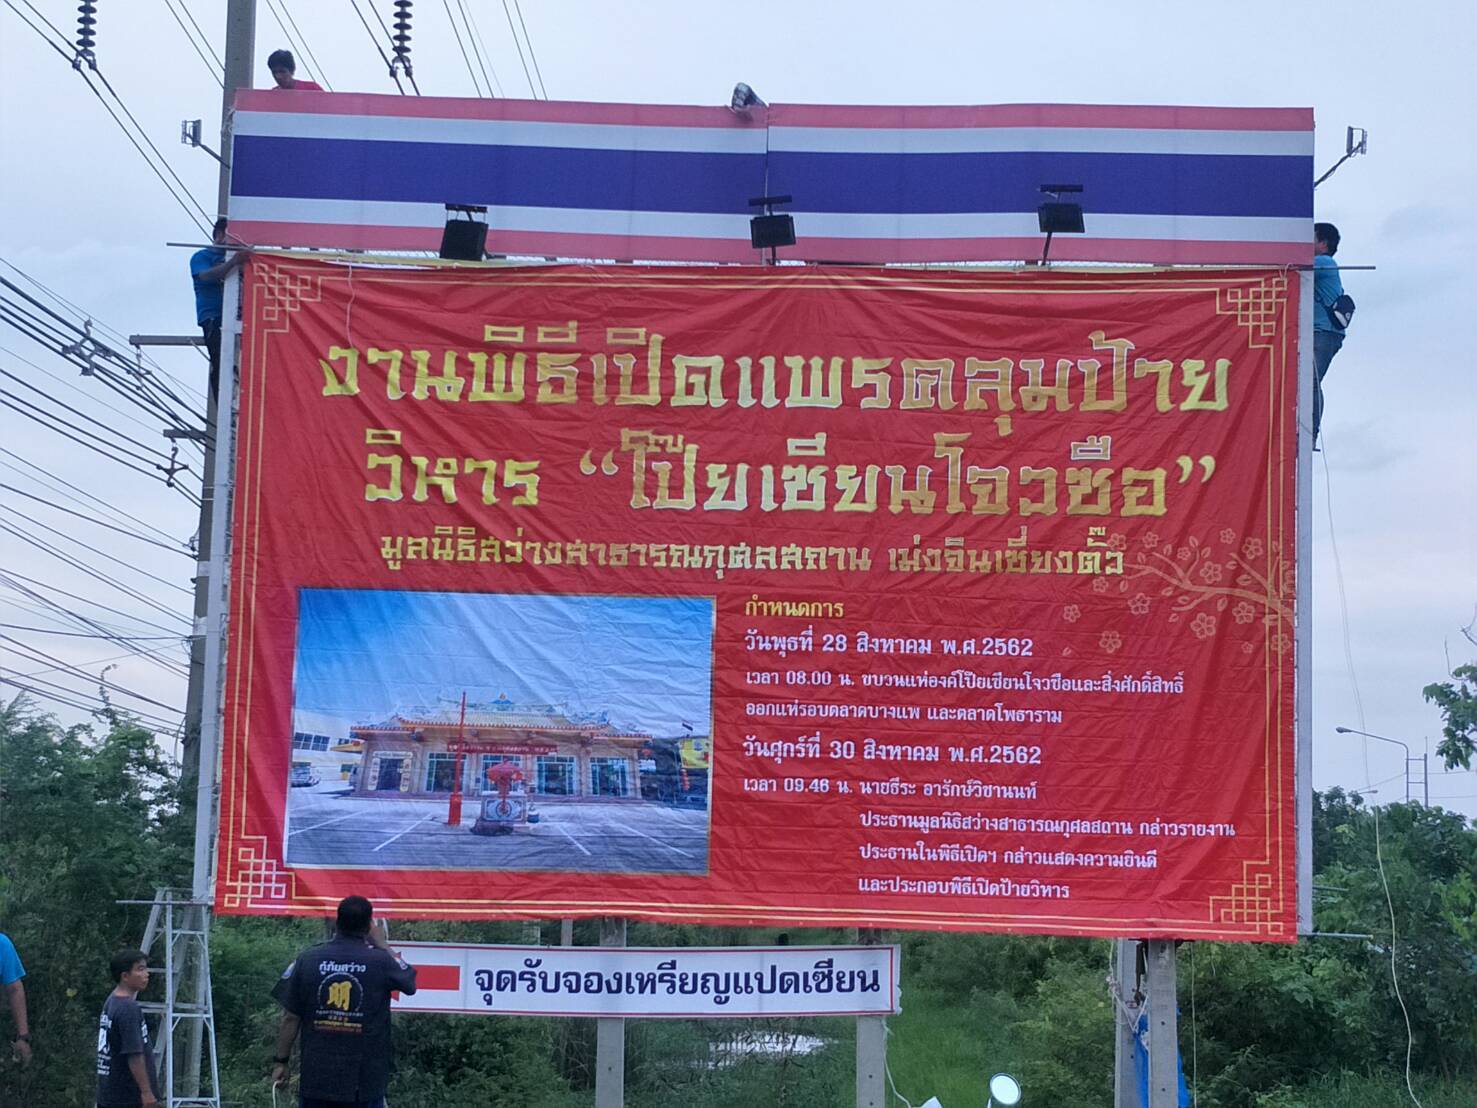 งานพิธีเปิดแพรคลุมป้าย
วิหาร “โป๊ยเซียนโจวซือ”
มูลนิธิสว่างสาธารณกุศลสถาน เม่งจินเซี่ยงตั๊ว
กำหนดการ
วันพุธที่ 28 สิงหาคม พ.ศ.2562
เวลา 08.00 น. ขบวนแห่องค์โป๊ยเซียนโจวซือและสิ่งศักดิ์สิทธิ์
ออกแห่รอบตลาดบางแพ และตลาดโพธาราม
วันศุกร์ที่ 30 สิงหาคม พ.ศ.2562
เวลา 09.46 น. นายธีระ อารักษ์วิชานนท์
ประธานมูลนิธิสว่างสาธารณกุศลสถาน กล่าวรายงาน
ประธานในพิธีเปิดฯ กล่าวแสดงความยินดี
และประกอบพิธีเปิดป้ายวิหาร
จุดรับจองเหรียญแปดเซียน
กู้ภัยสว่าง